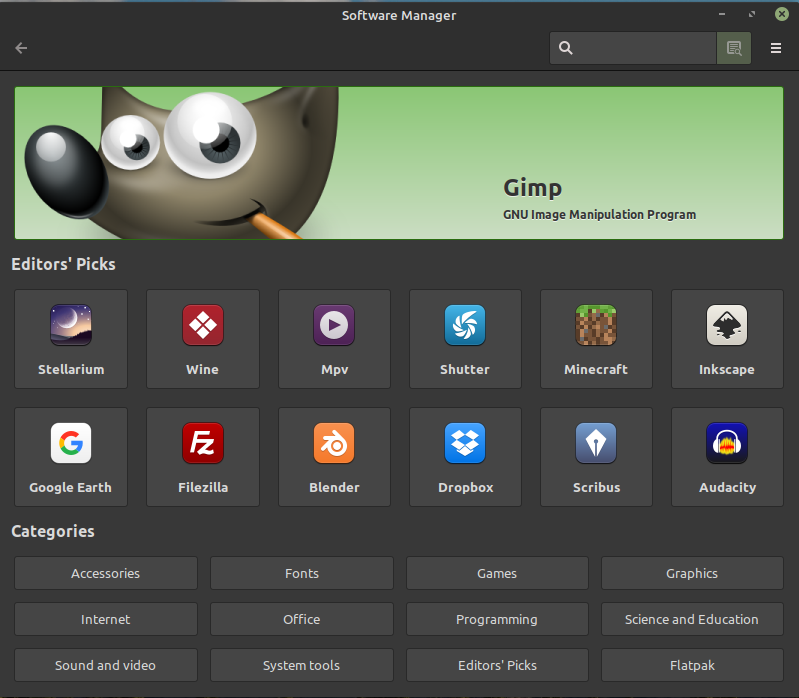 Software Manager
Gimp
GNU Image Manipulation Program
Editors' Picks
Stellarium
Wine
Mpv
Shutter
Minecraft
Inkscape
Google Earth
Filezilla
Blender
Dropbox
Scribus
Audacity
Categories
Accessories
Fonts
Games
Graphics
Internet
Office
Programming
Science and Education
Sound and video
System tools
Editors' Picks
Flatpak